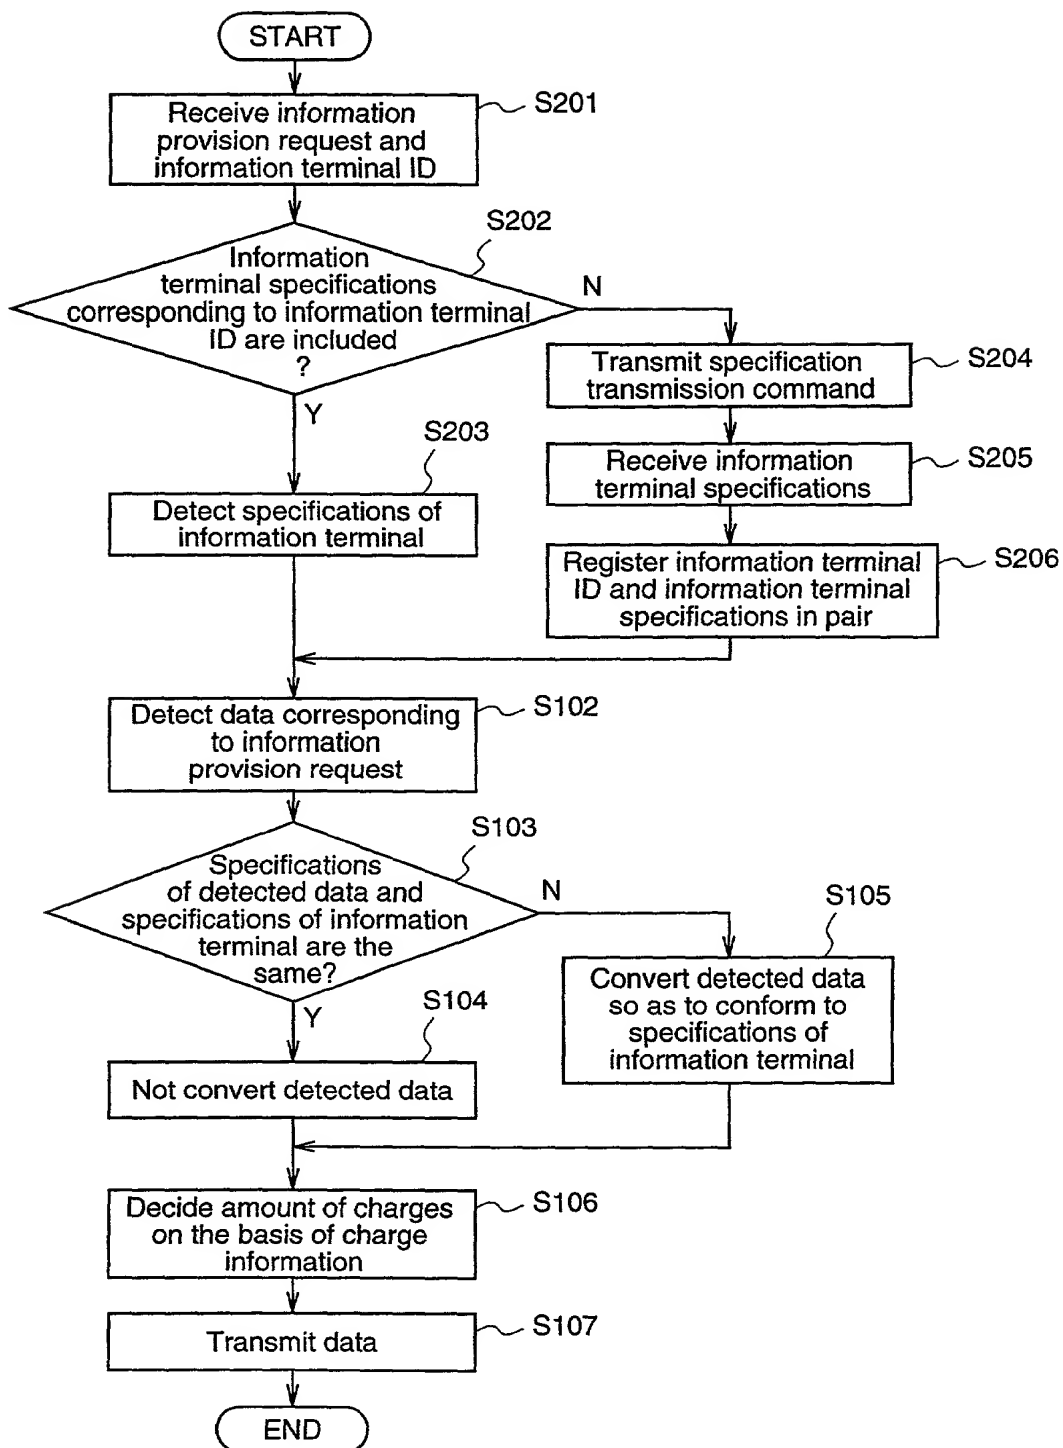 START
Receive information
provision request and
information terminal ID
S201
S202
Information
terminal specifications
corresponding to information terminal
ID are included
?
N
Y
Transmit specification
transmission command
S204
S203
Detect specifications of
information terminal
Receive information
terminal specifications
S205
Register information terminal
ID and information terminal
specifications in pair
S206
Detect data corresponding
to information
provision request
S102
S103
Specifications
of detected data and
specifications of information
terminal are the
same?
N
Y
S105
Convert detected data
so as to conform to
specifications of
information terminal
S104
Not convert detected data
Decide amount of charges
on the basis of charge
information
S106
Transmit data
S107
END